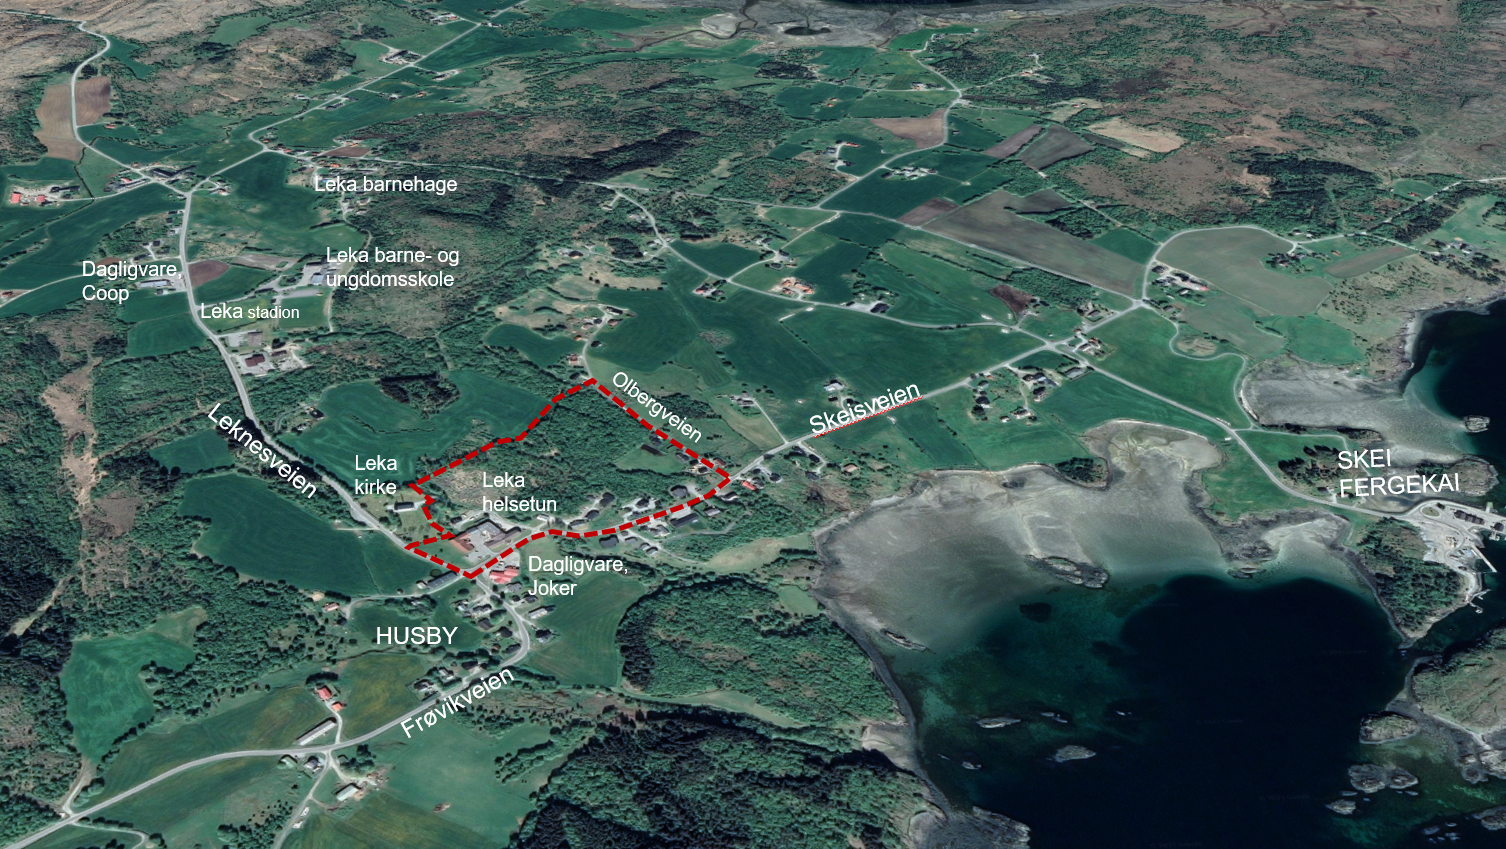 Leka barnehage
Leka barne- og
ungdomsskole
Dagligvare,
Coop
Leka stadion
Olbergveien
Skeisveien
Leknesveien
Leka
kirke
Leka
helsetun
SKEI
FERGEKAI
Dagligvare,
Joker
HUSBY
Frøvikveien